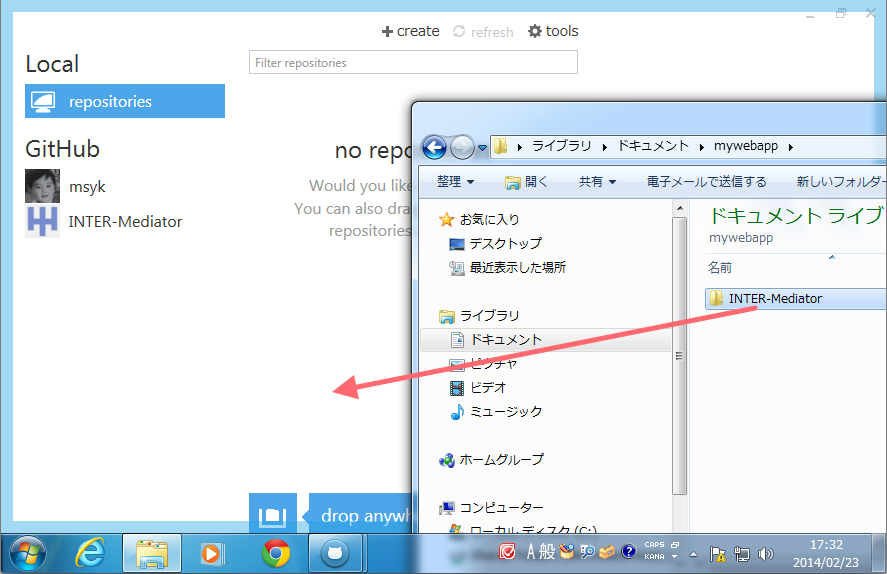 create refresh tools
Local
Filter repositories
repositories
GitHub
msyk
INTER-Mediator
no repo
Would you like
You can also dra
repositories
drop anywh
ライブラリ ドキュメント mywebapp
整理 開く 共有 電子メールで送信する 新しいフォルダー
ドキュメント ライブ
mywebapp
名前
INTER-Mediator
お気に入り
デスクトップ
最近表示した場所
ライブラリ
ドキュメント
ピクチャ
ビデオ
ミュージック
ホームグループ
コンピューター
ローカル ディスク (C:)
A 般 CAPS KANA
17:32
2014/02/23